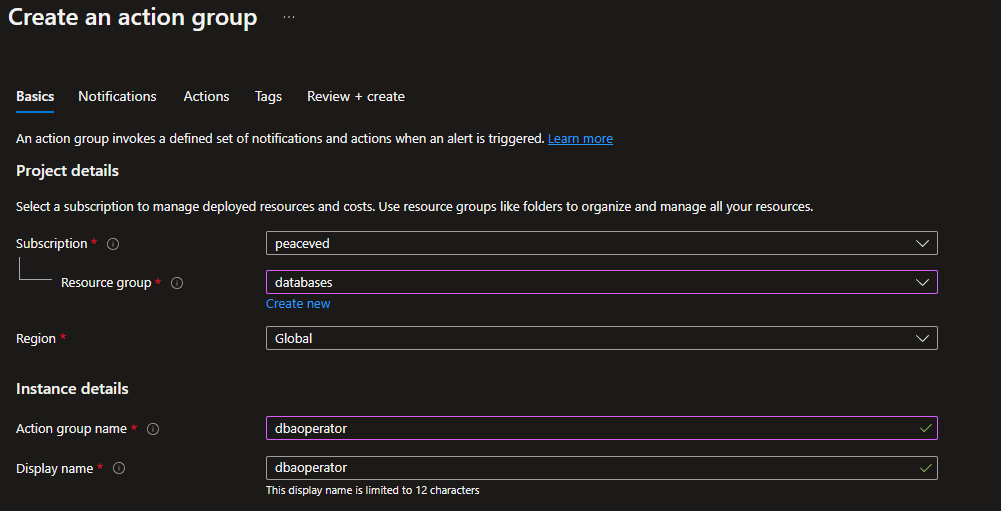 Create an action group ...
Basics Notifications Actions Tags Review + create
An action group invokes a defined set of notifications and actions when an alert is triggered. Learn more
Project details
Select a subscription to manage deployed resources and costs. Use resource groups like folders to organize and manage all your resources.
Subscription * peaceved
Resource group * databases
Create new
Region * Global
Instance details
Action group name * dbaoperator
Display name * dbaoperator
This display name is limited to 12 characters